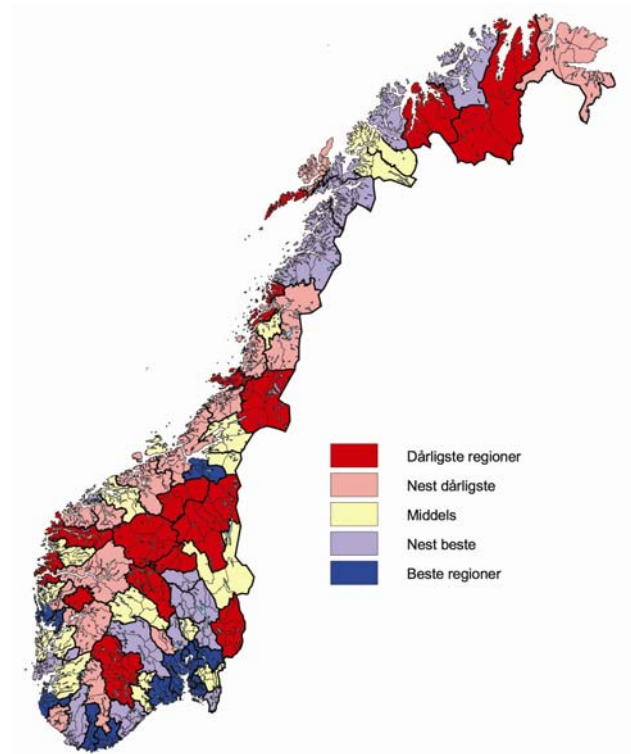 Dårligste regioner
Nest dårligste
Middels
Nest beste
Beste regioner